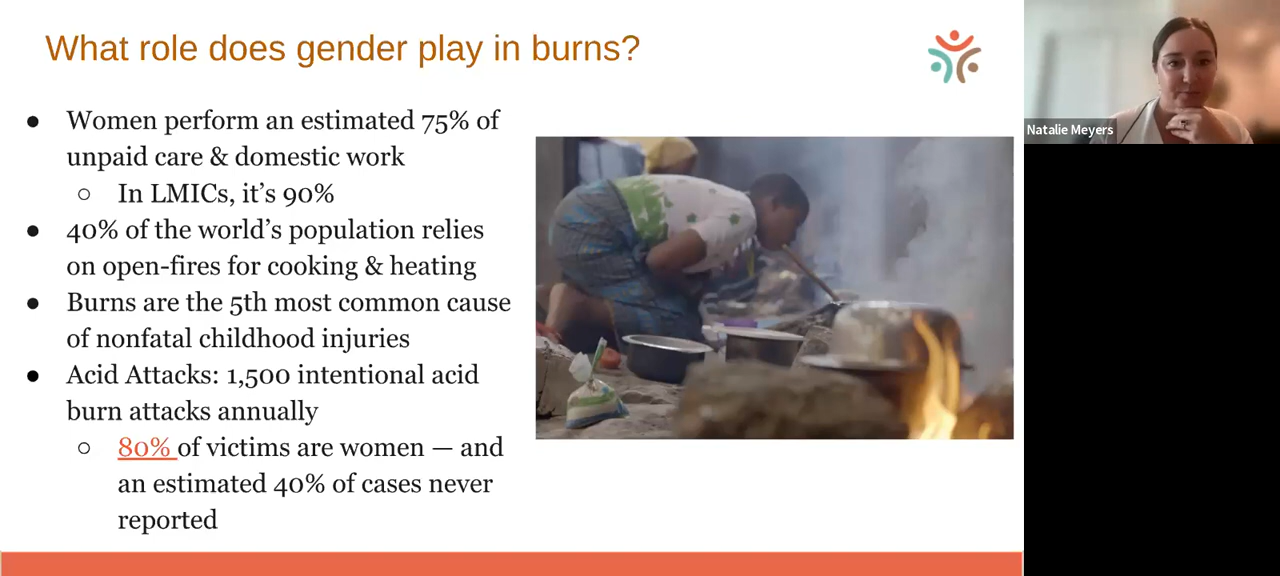 What role does gender play in burns?
● Women perform an estimated 75% of
unpaid care & domestic work
○ In LMICs, it’s 90%
● 40% of the world’s population relies
on open-fires for cooking & heating
● Burns are the 5th most common cause
of nonfatal childhood injuries
● Acid Attacks: 1,500 intentional acid
burn attacks annually
○ 80% of victims are women — and
an estimated 40% of cases never
reported
Natalie Meyers